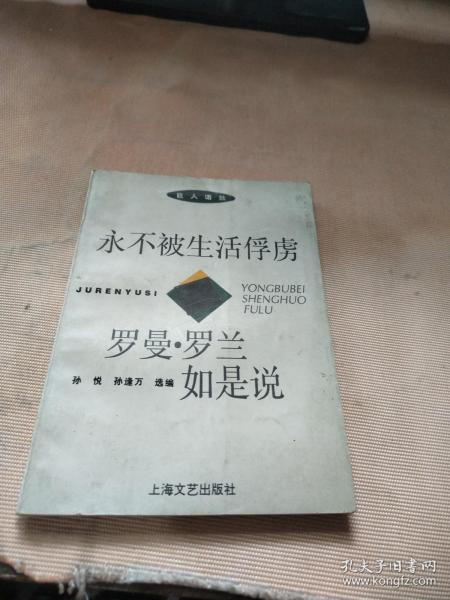 巨人语丝
永不被生活俘虏
JURENYUSI
YONGBUBEI
SHENGHUO
FULU
罗曼·罗兰
如是说
孙 悦 孙逢万 选编
上海文艺出版社
孔夫子旧书网
www.kongfz.com